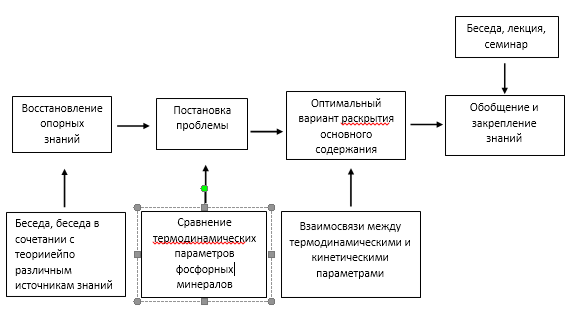 Беседа, лекция,
семинар
Восстановление
опорных
знаний
Постановка
проблемы
Оптимальный
вариант раскрытия
основного
содержания
Обобщение и
закрепление
знаний
Беседа, беседа в
сочетании с
теорииейпо
различным
источникам знаний
Сравнение
термодинамических
параметров
фосфорных
минералов
Взаимосвязи между
термодинамическими и
кинетическими
параметрами